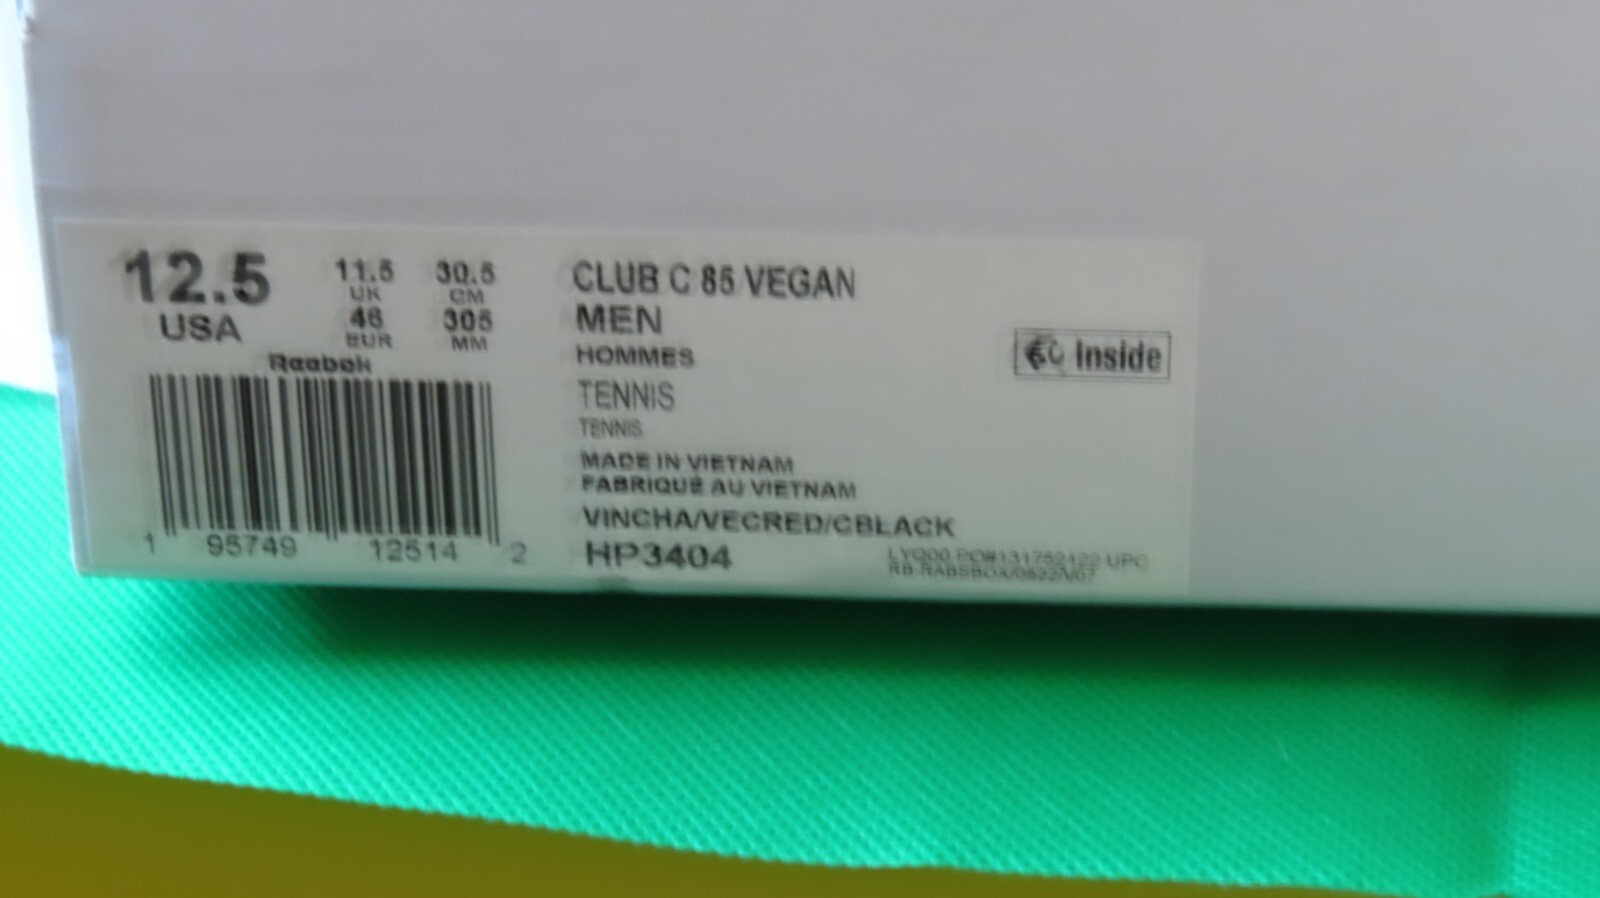 12.5
USA
11.5
UK
46
EUR
30.5
CM
305
MM
Reebok
1 95749 12514 2
CLUB C 85 VEGAN
MEN
HOMMES
TENNIS
TENNIS
MADE IN VIETNAM
FABRIQUÉ AU VIETNAM
VINCHA/VECRED/CBLACK
HP3404
Inside
UPC